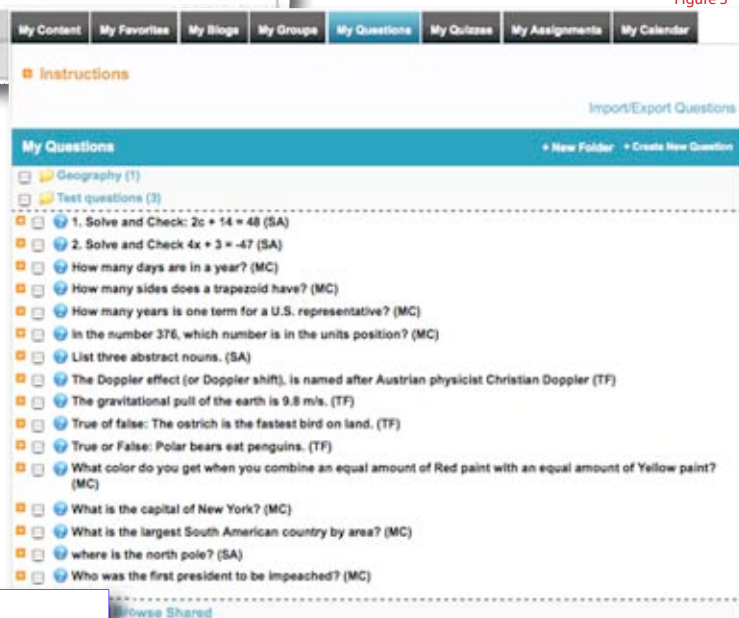 Figure 5
My Content My Favorites My Blogs My Groups My Questions My Quizzes My Assignments My Calendar
Instructions
Import/Export Questions
My Questions + New Folder + Create New Question
Geography (1)
Test questions (3)
1. Solve and Check: 2c + 14 = 48 (SA)
2. Solve and Check 4x + 3 = -47 (SA)
How many days are in a year? (MC)
How many sides does a trapezoid have? (MC)
How many years is one term for a U.S. representative? (MC)
In the number 376, which number is in the units position? (MC)
List three abstract nouns. (SA)
The Doppler effect (or Doppler shift), is named after Austrian physicist Christian Doppler (TF)
The gravitational pull of the earth is 9.8 m/s. (TF)
True of false: The ostrich is the fastest bird on land. (TF)
True or False: Polar bears eat penguins. (TF)
What color do you get when you combine an equal amount of Red paint with an equal amount of Yellow paint?
(MC)
What is the capital of New York? (MC)
What is the largest South American country by area? (MC)
where is the north pole? (SA)
Who was the first president to be impeached? (MC)
Browse Shared